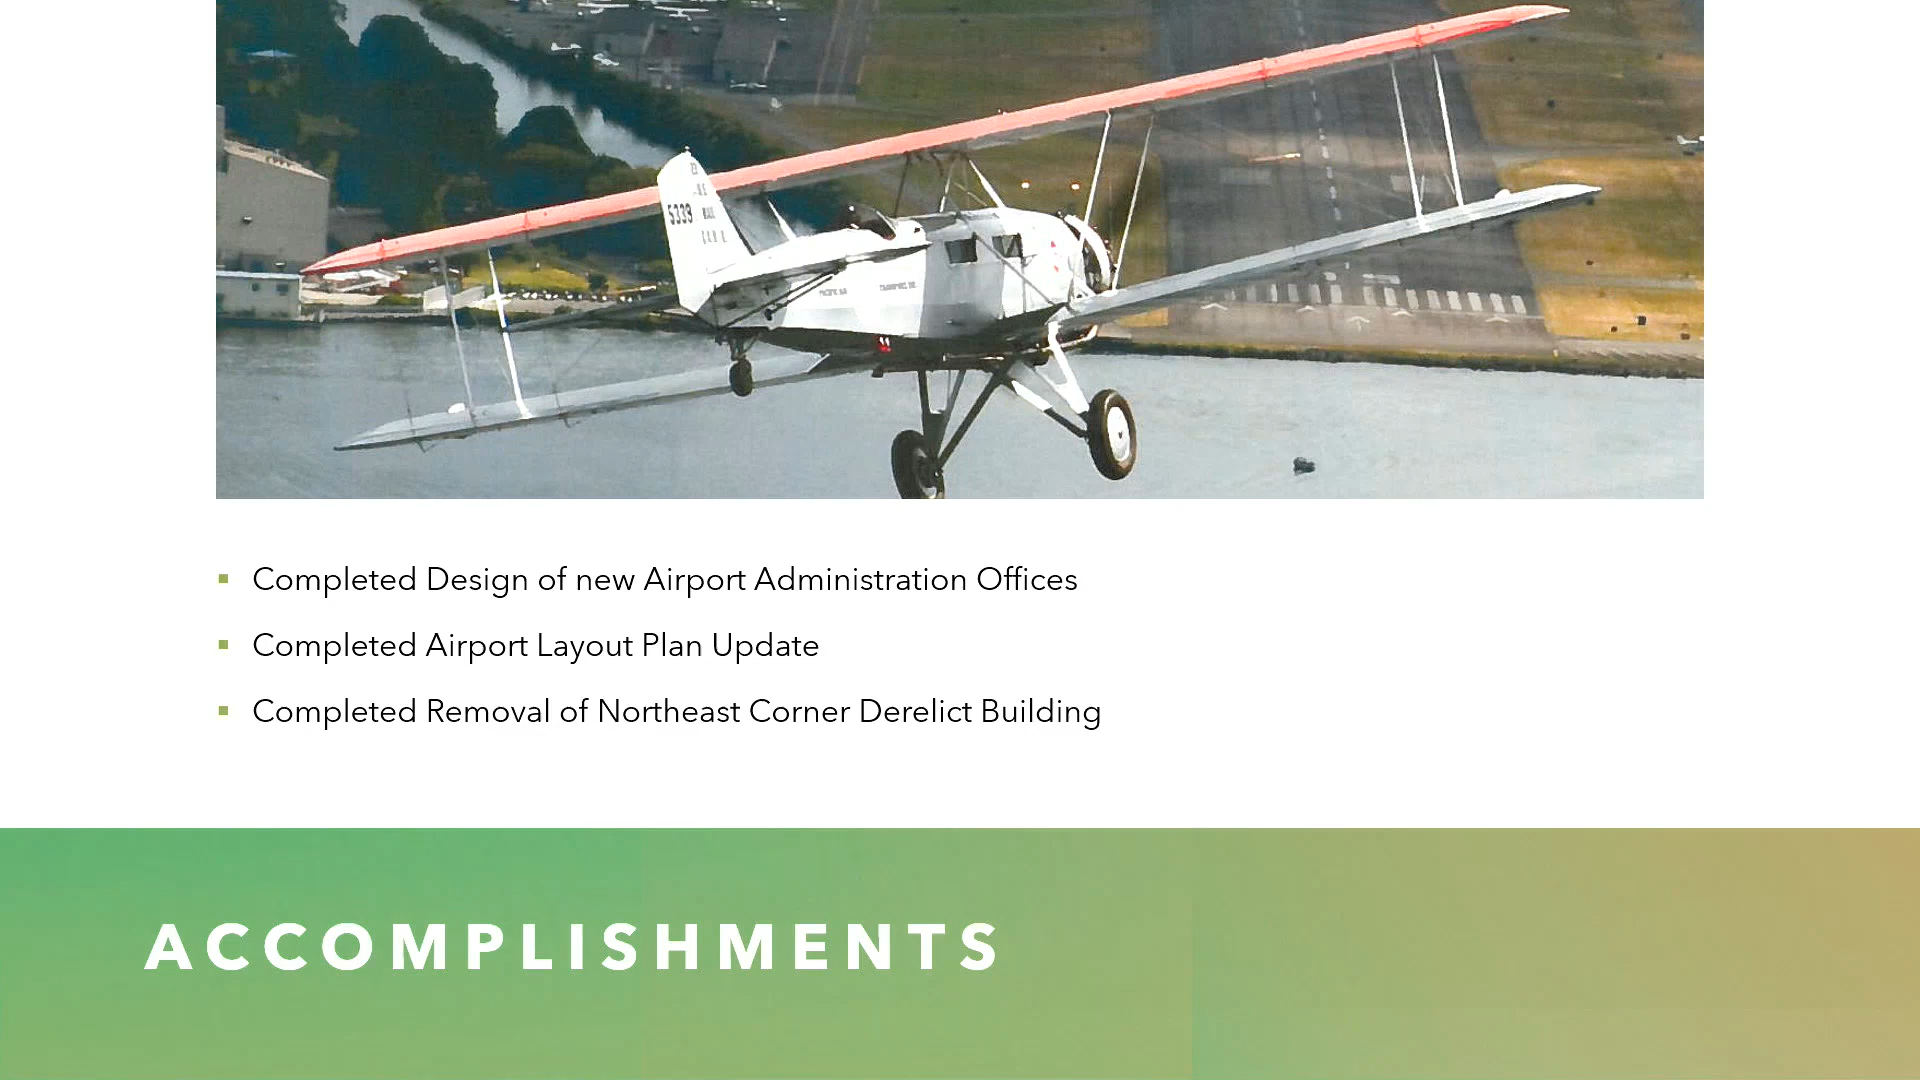 5339
Completed Design of new Airport Administration Offices
Completed Airport Layout Plan Update
Completed Removal of Northeast Corner Derelict Building
ACCOMPLISHMENTS